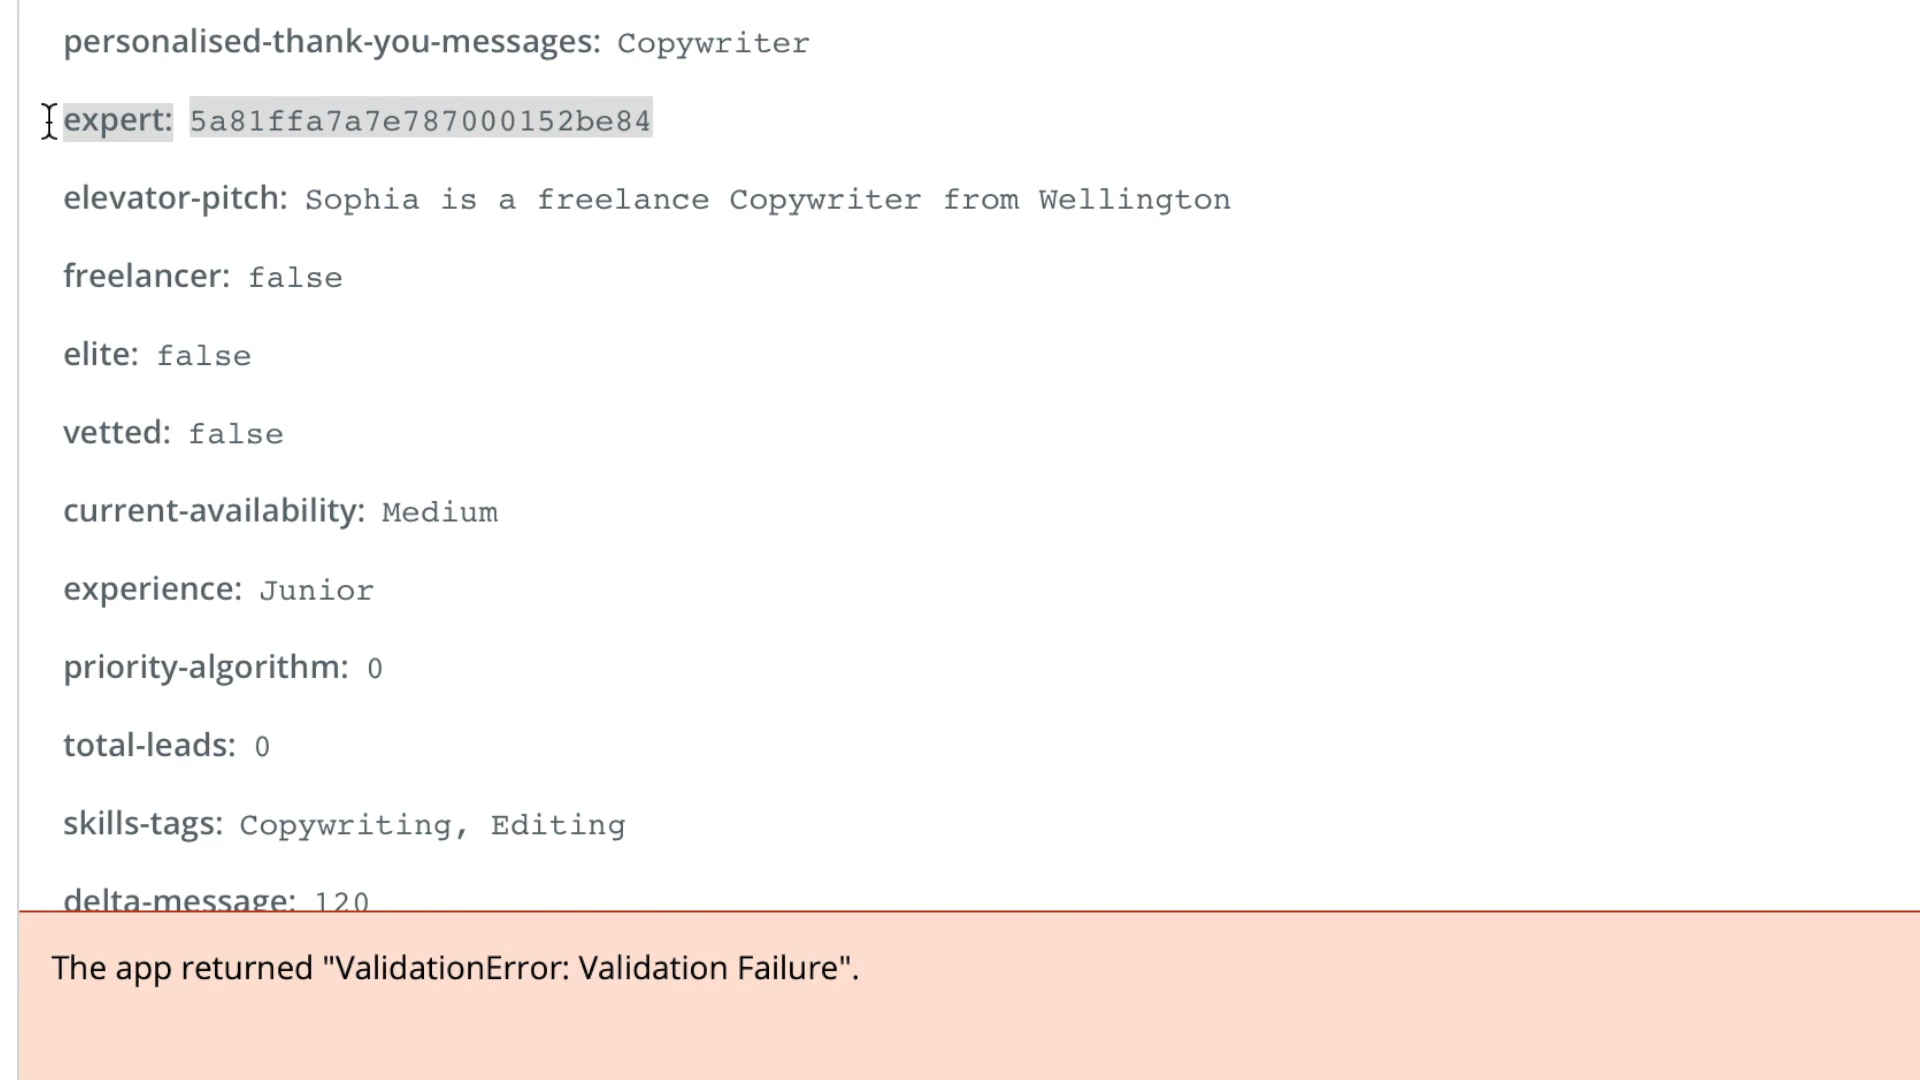 personalised-thank-you-messages: Copywriter
expert: 5a81ffa7a7e787000152be84
elevator-pitch: Sophia is a freelance Copywriter from Wellington
freelancer: false
elite: false
vetted: false
current-availability: Medium
experience: Junior
priority-algorithm: 0
total-leads: 0
skills-tags: Copywriting, Editing
delta-message: 120
The app returned "ValidationError: Validation Failure".